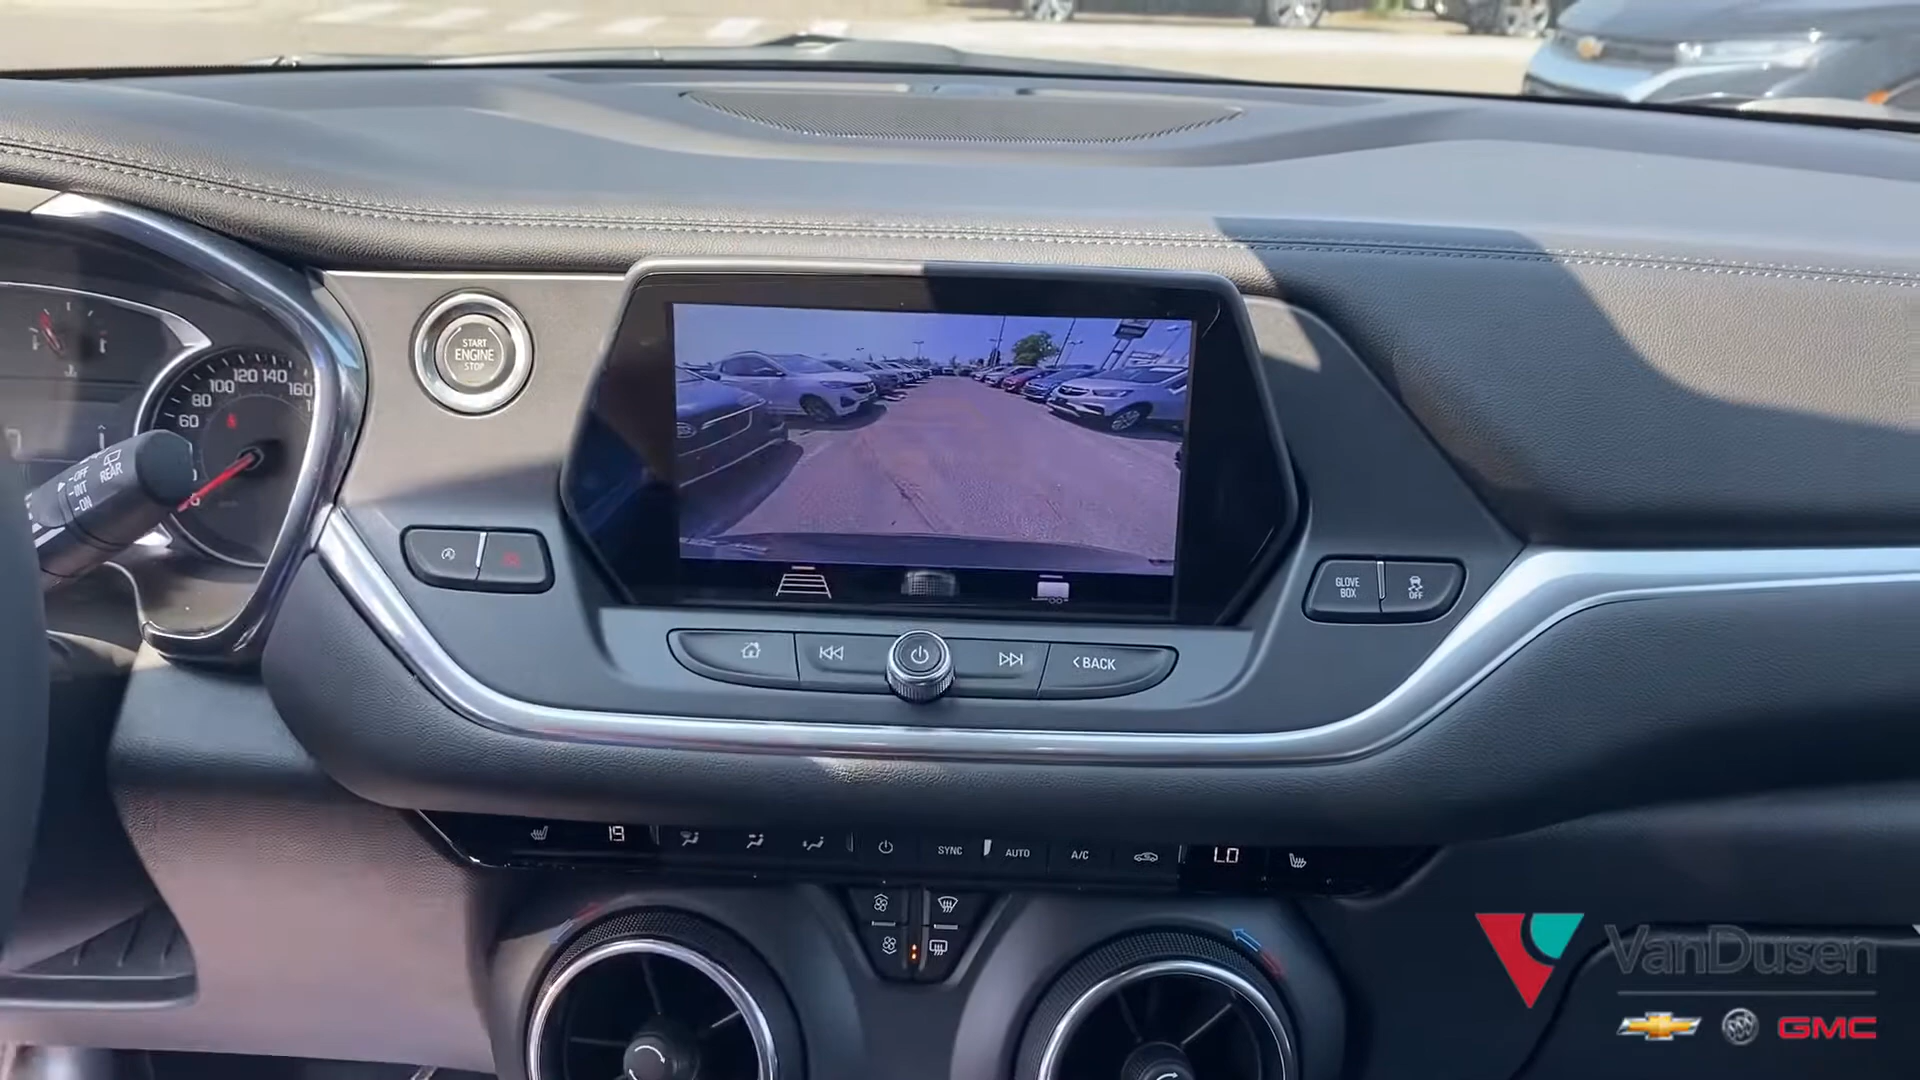 START
ENGINE
STOP
60
80
100
120
140
160
REAR
OFF
INT
ON
GLOVE
BOX
OFF
BACK
19
SYNC
AUTO
A/C
LO
VanDusen
GMC